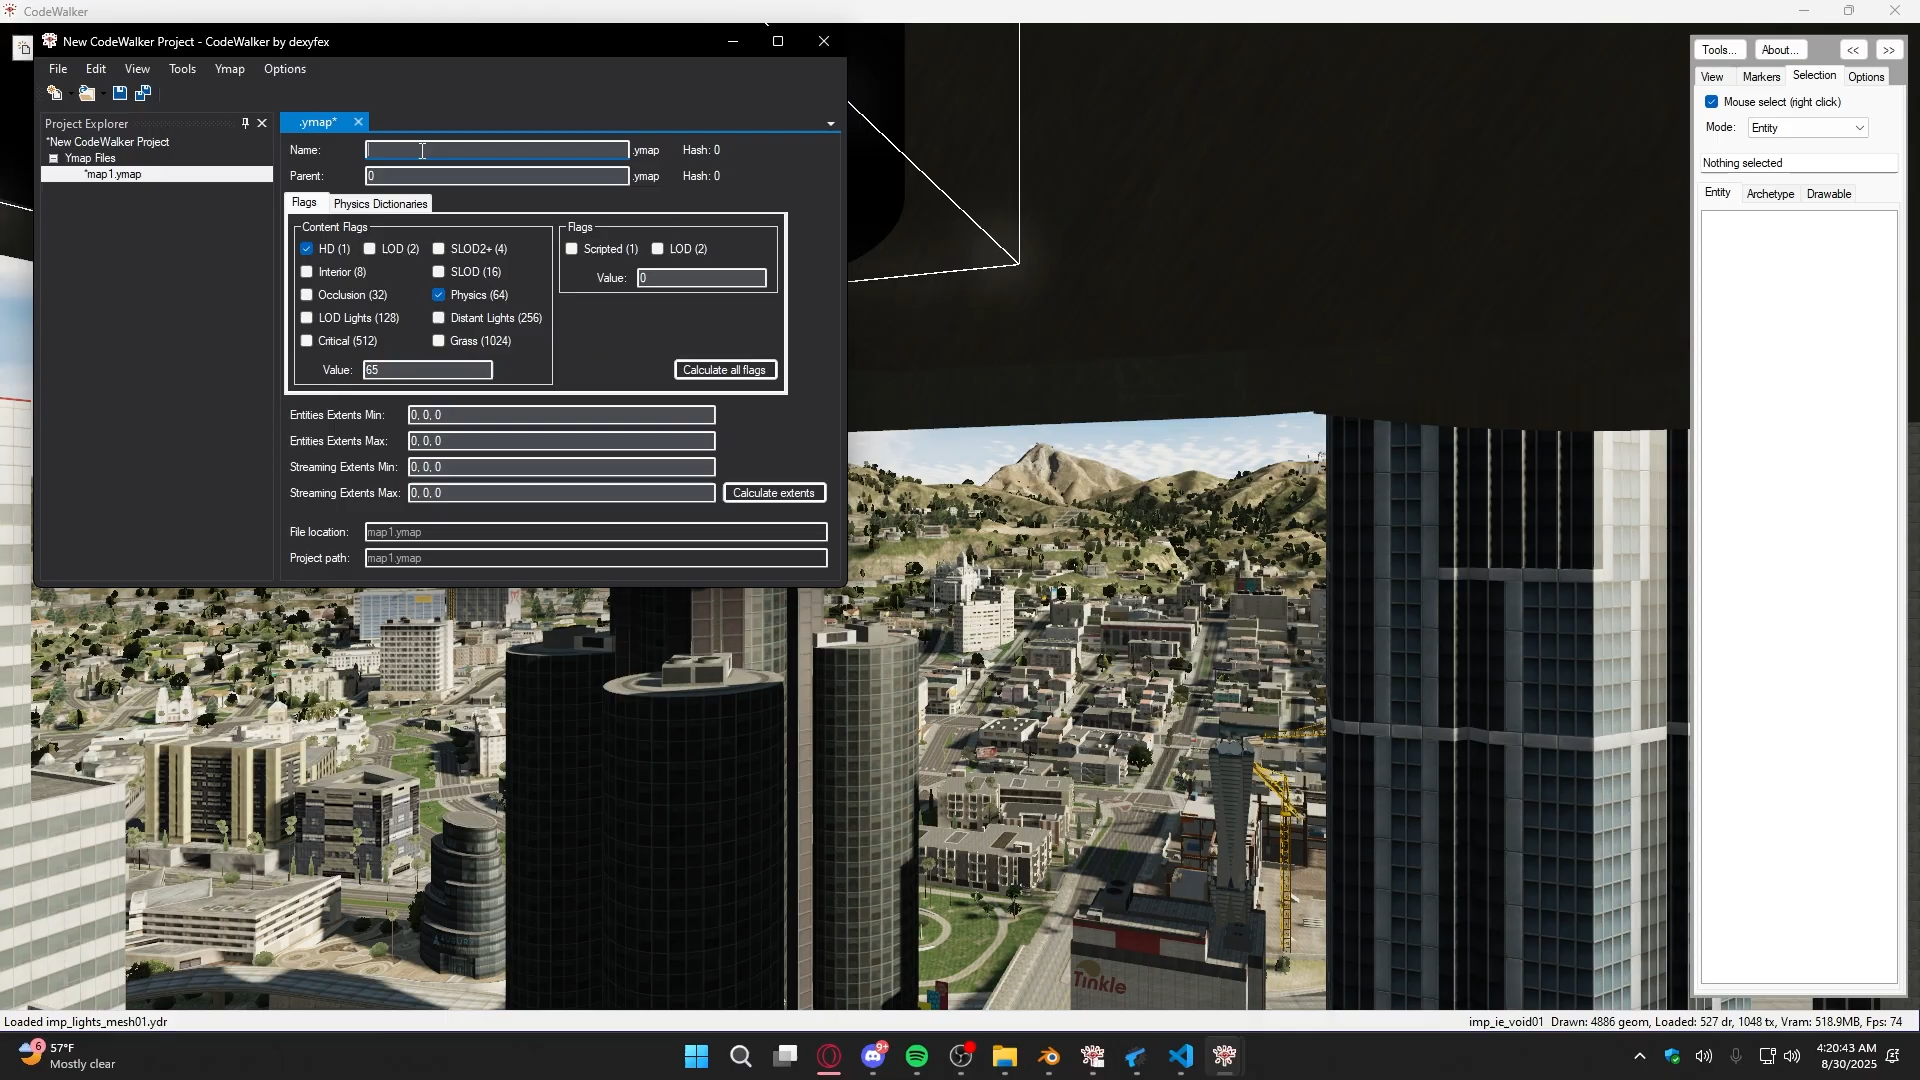 CodeWalker
New CodeWalker Project - CodeWalker by dexyfex
File Edit View Tools Ymap Options
Project Explorer
*New CodeWalker Project
Ymap Files
*map1.ymap
.ymap*
Name: .ymap Hash: 0
Parent: 0 .ymap Hash: 0
Flags Physics Dictionaries
Content Flags
HD (1) LOD (2) SLOD2+ (4)
Interior (8) SLOD (16)
Occlusion (32) Physics (64)
LOD Lights (128) Distant Lights (256)
Critical (512) Grass (1024)
Value: 65
Flags
Scripted (1) LOD (2)
Value: 0
Calculate all flags
Entities Extents Min: 0, 0, 0
Entities Extents Max: 0, 0, 0
Streaming Extents Min: 0, 0, 0
Streaming Extents Max: 0, 0, 0 Calculate extents
File location: map1.ymap
Project path: map1.ymap
Tools... About... << >>
View Markers Selection Options
Mouse select (right click)
Mode: Entity
Nothing selected
Entity Archetype Drawable
Tinkle
Loaded imp_lights_mesh01.ydr
imp_ie_void01 Drawn: 4886 geom, Loaded: 527 dr, 1048 tx, Vram: 518.9MB, Fps: 74
6
57°F
Mostly clear
9+
4:20:43 AM
8/30/2025